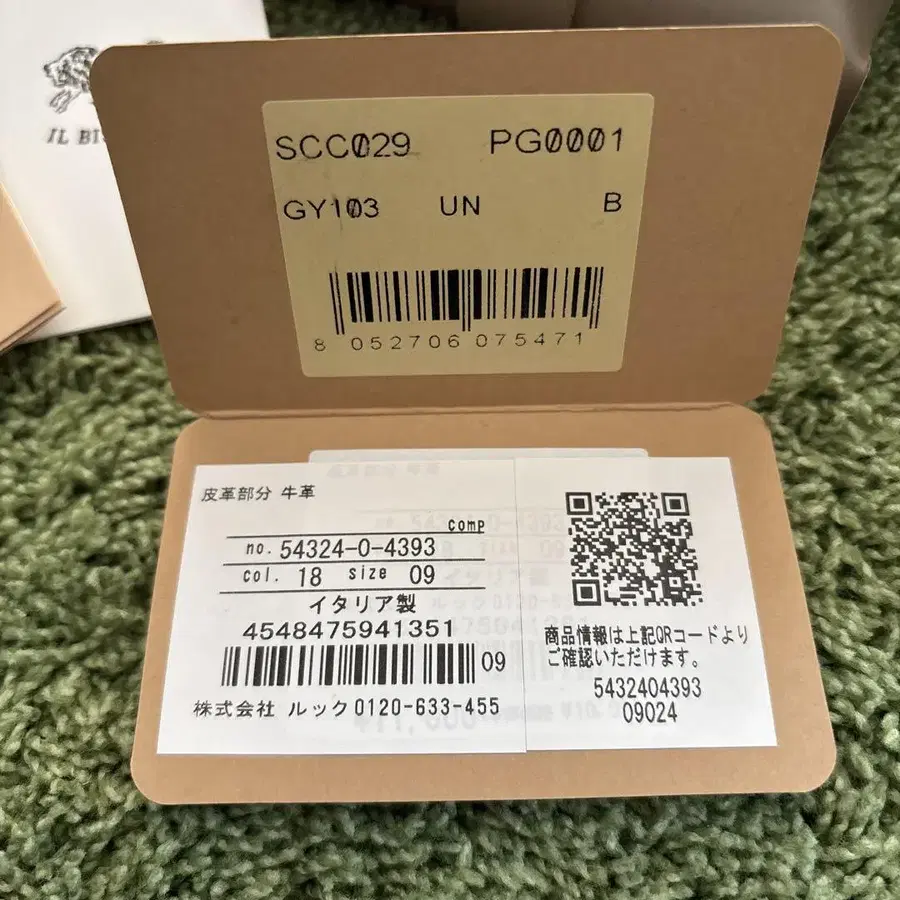 IL BIS
SCC029 PG0001
GY103 UN B
8 052706 075471
皮革部分 牛革
comp
no. 54324-0-4393
col. 18 size 09
イタリア製
4548475941351
09
株式会社 ルック 0120-633-455
商品情報は上記QRコードより
ご確認いただけます。
5432404393
09024